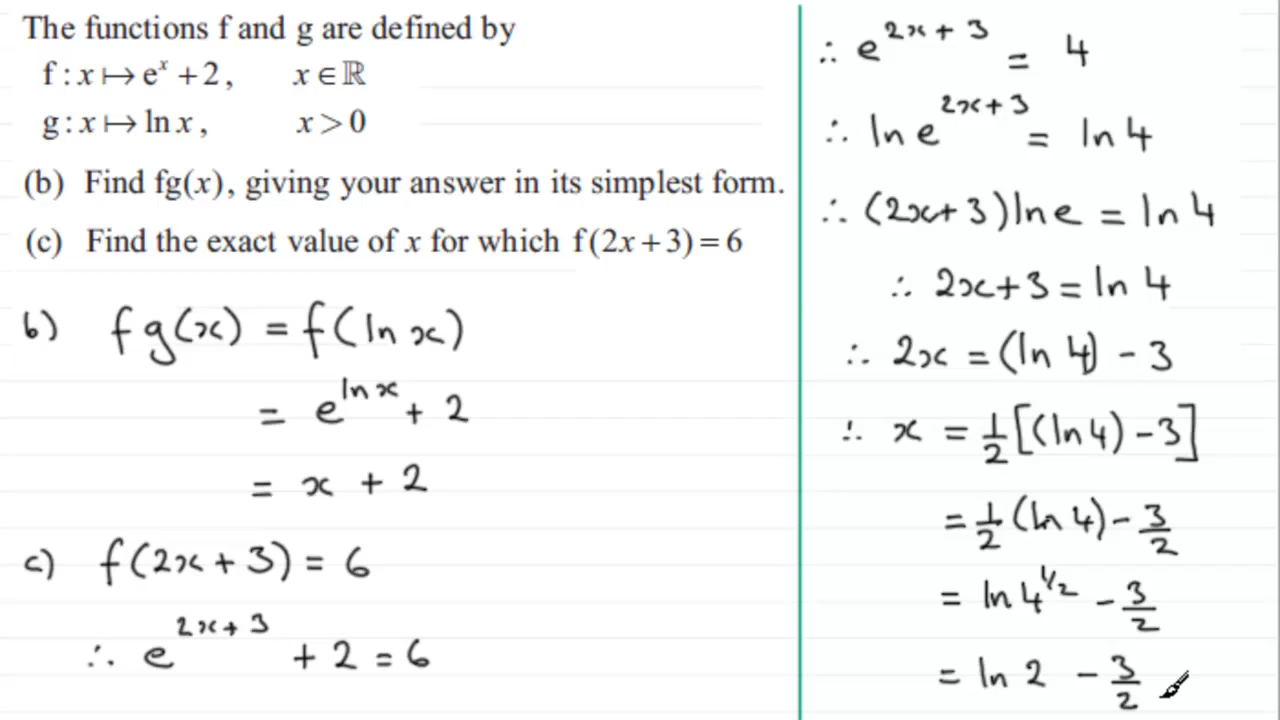 The functions f and g are defined by
f : x ↦ eˣ + 2,  x ∈ ℝ
g : x ↦ ln x,  x > 0
(b) Find fg(x), giving your answer in its simplest form.
(c) Find the exact value of x for which f(2x + 3) = 6
b) fg(x) = f(ln x)
= e^(ln x) + 2
= x + 2
c) f(2x + 3) = 6
∴ e^(2x + 3) + 2 = 6
∴ e^(2x + 3) = 4
∴ ln e^(2x + 3) = ln 4
∴ (2x + 3) ln e = ln 4
∴ 2x + 3 = ln 4
∴ 2x = (ln 4) - 3
∴ x = 1/2 [(ln 4) - 3]
= 1/2 (ln 4) - 3/2
= ln 4^(1/2) - 3/2
= ln 2 - 3/2